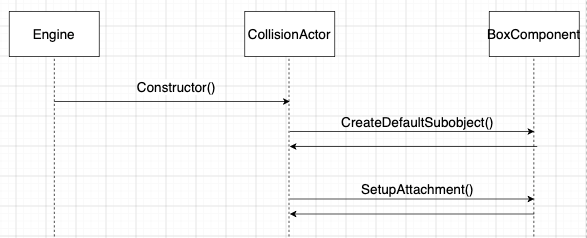 Engine
CollisionActor
BoxComponent
Constructor()
CreateDefaultSubobject()
SetupAttachment()